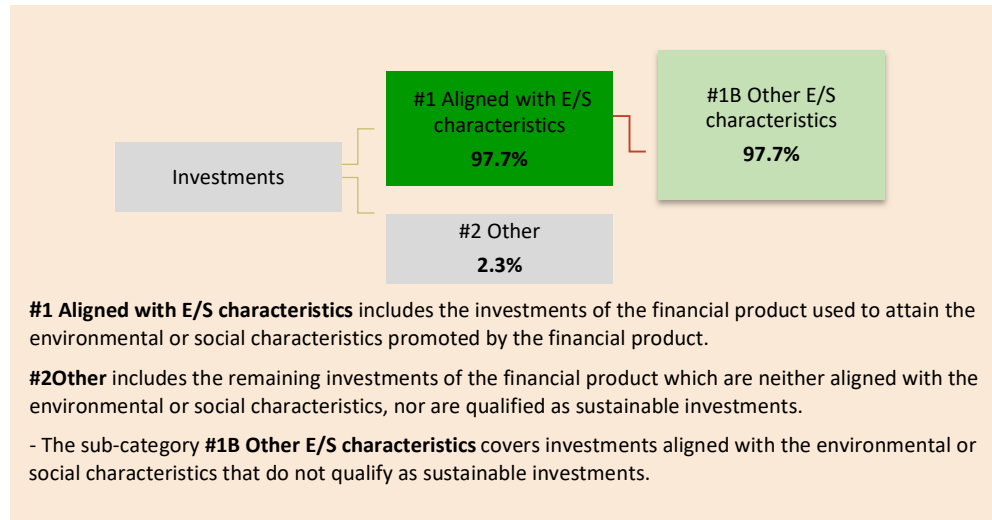 #1 Aligned with E/S
characteristics
97.7%
#1B Other E/S
characteristics
97.7%
Investments
#2 Other
2.3%
#1 Aligned with E/S characteristics includes the investments of the financial product used to attain the
environmental or social characteristics promoted by the financial product.
#2Other includes the remaining investments of the financial product which are neither aligned with the
environmental or social characteristics, nor are qualified as sustainable investments.
- The sub-category #1B Other E/S characteristics covers investments aligned with the environmental or
social characteristics that do not qualify as sustainable investments.